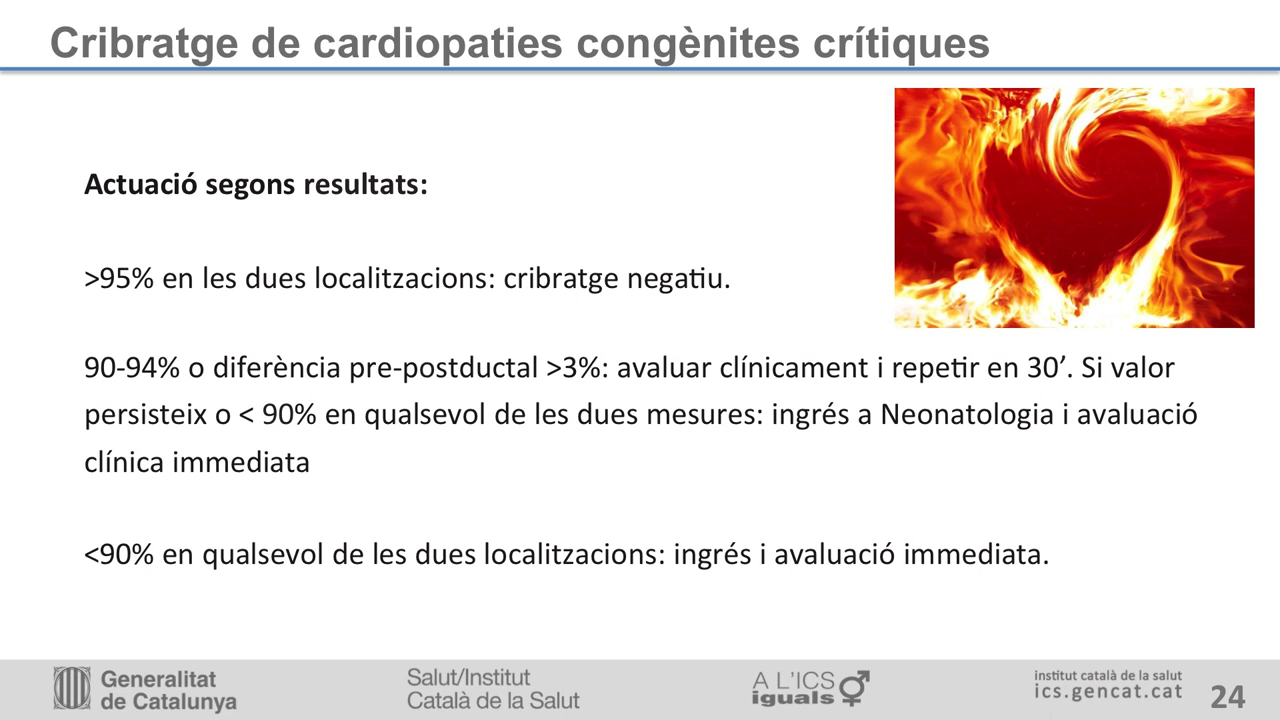 Cribratge de cardiopaties congènites crítiques
Actuació segons resultats:
>95% en les dues localitzacions: cribratge negatiu.
90-94% o diferència pre-postductal >3%: avaluar clínicament i repetir en 30’. Si valor
persisteix o < 90% en qualsevol de les dues mesures: ingrés a Neonatologia i avaluació
clínica immediata
<90% en qualsevol de les dues localitzacions: ingrés i avaluació immediata.
Generalitat
de Catalunya
Salut/Institut
Català de la Salut
A L'ICS
iguals
institut català de la salut
ics.gencat.cat
24